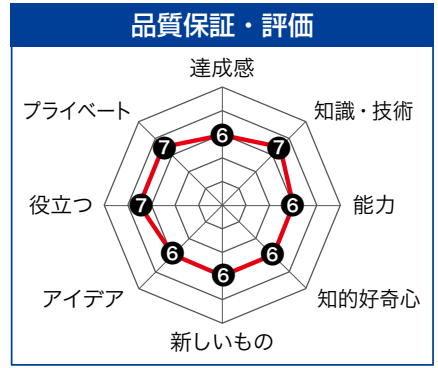 品質保証・評価
達成感
プライベート
知識・技術
7
6
7
役立つ
7
6
能力
6
6
6
アイデア
知的好奇心
新しいもの